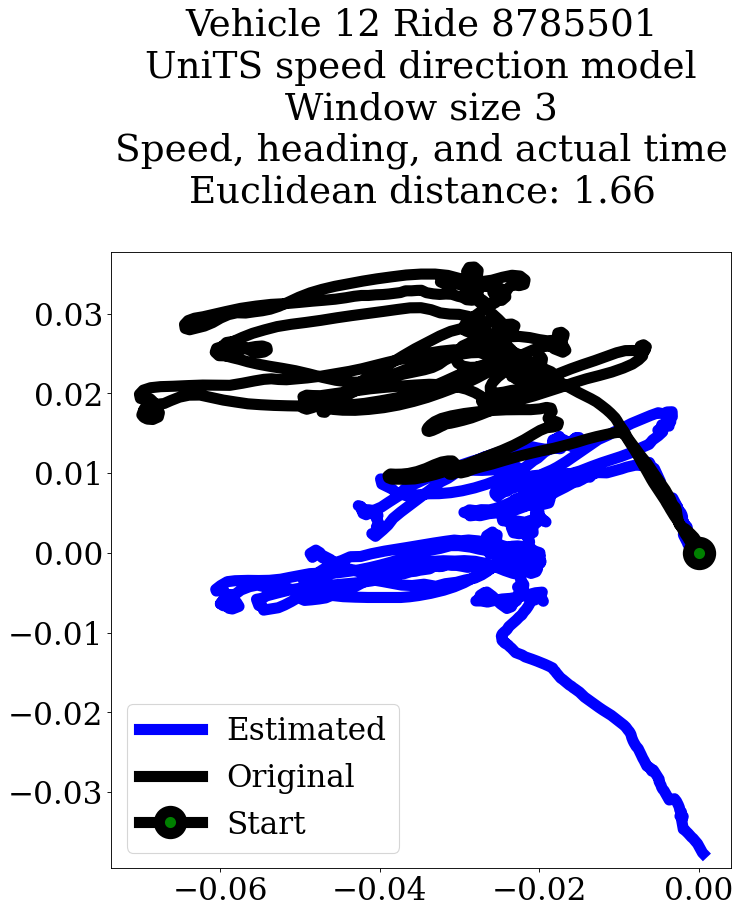 Vehicle 12 Ride 8785501
UniTS speed direction model
Window size 3
Speed, heading, and actual time
Euclidean distance: 1.66
0.03
0.02
0.01
0.00
−0.01
−0.02
−0.03
Estimated
Original
Start
−0.06
−0.04
−0.02
0.00